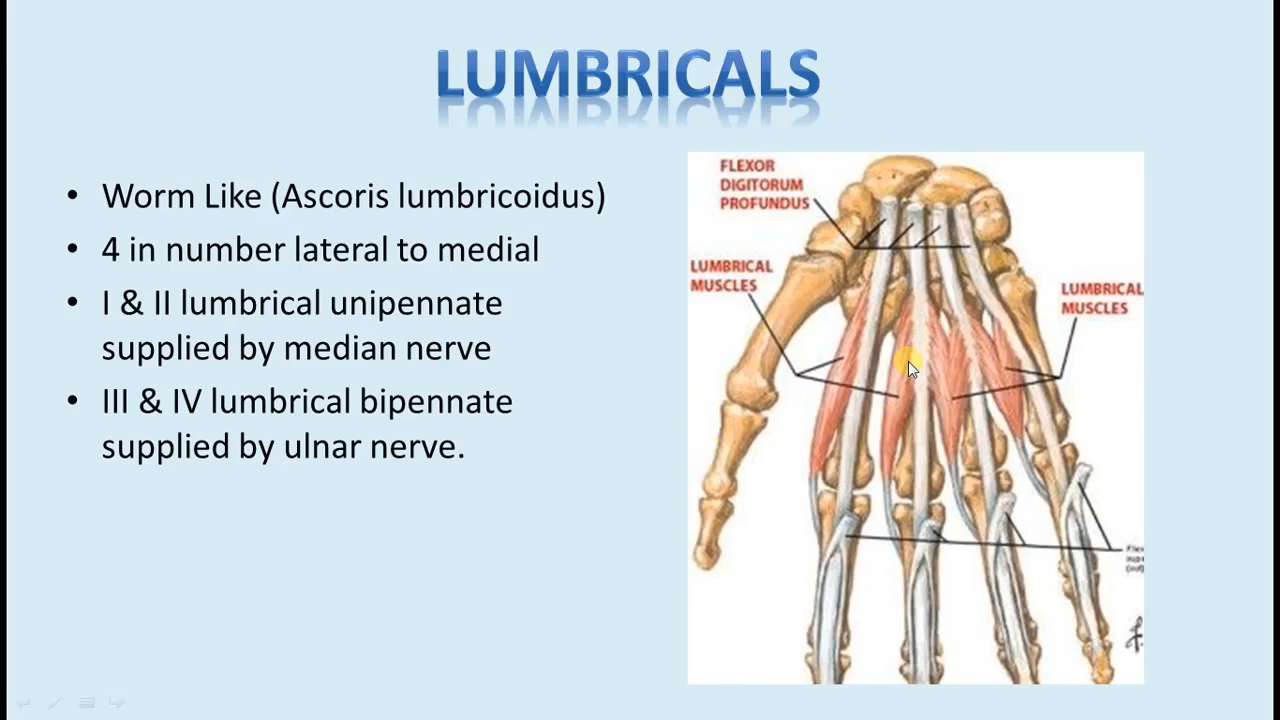 LUMBRICALS
• Worm Like (Ascoris lumbricoidus)
• 4 in number lateral to medial
• I & II lumbrical unipennate
supplied by median nerve
• III & IV lumbrical bipennate
supplied by ulnar nerve.
FLEXOR
DIGITORUM
PROFUNDUS
LUMBRICAL
MUSCLES
LUMBRICAL
MUSCLES